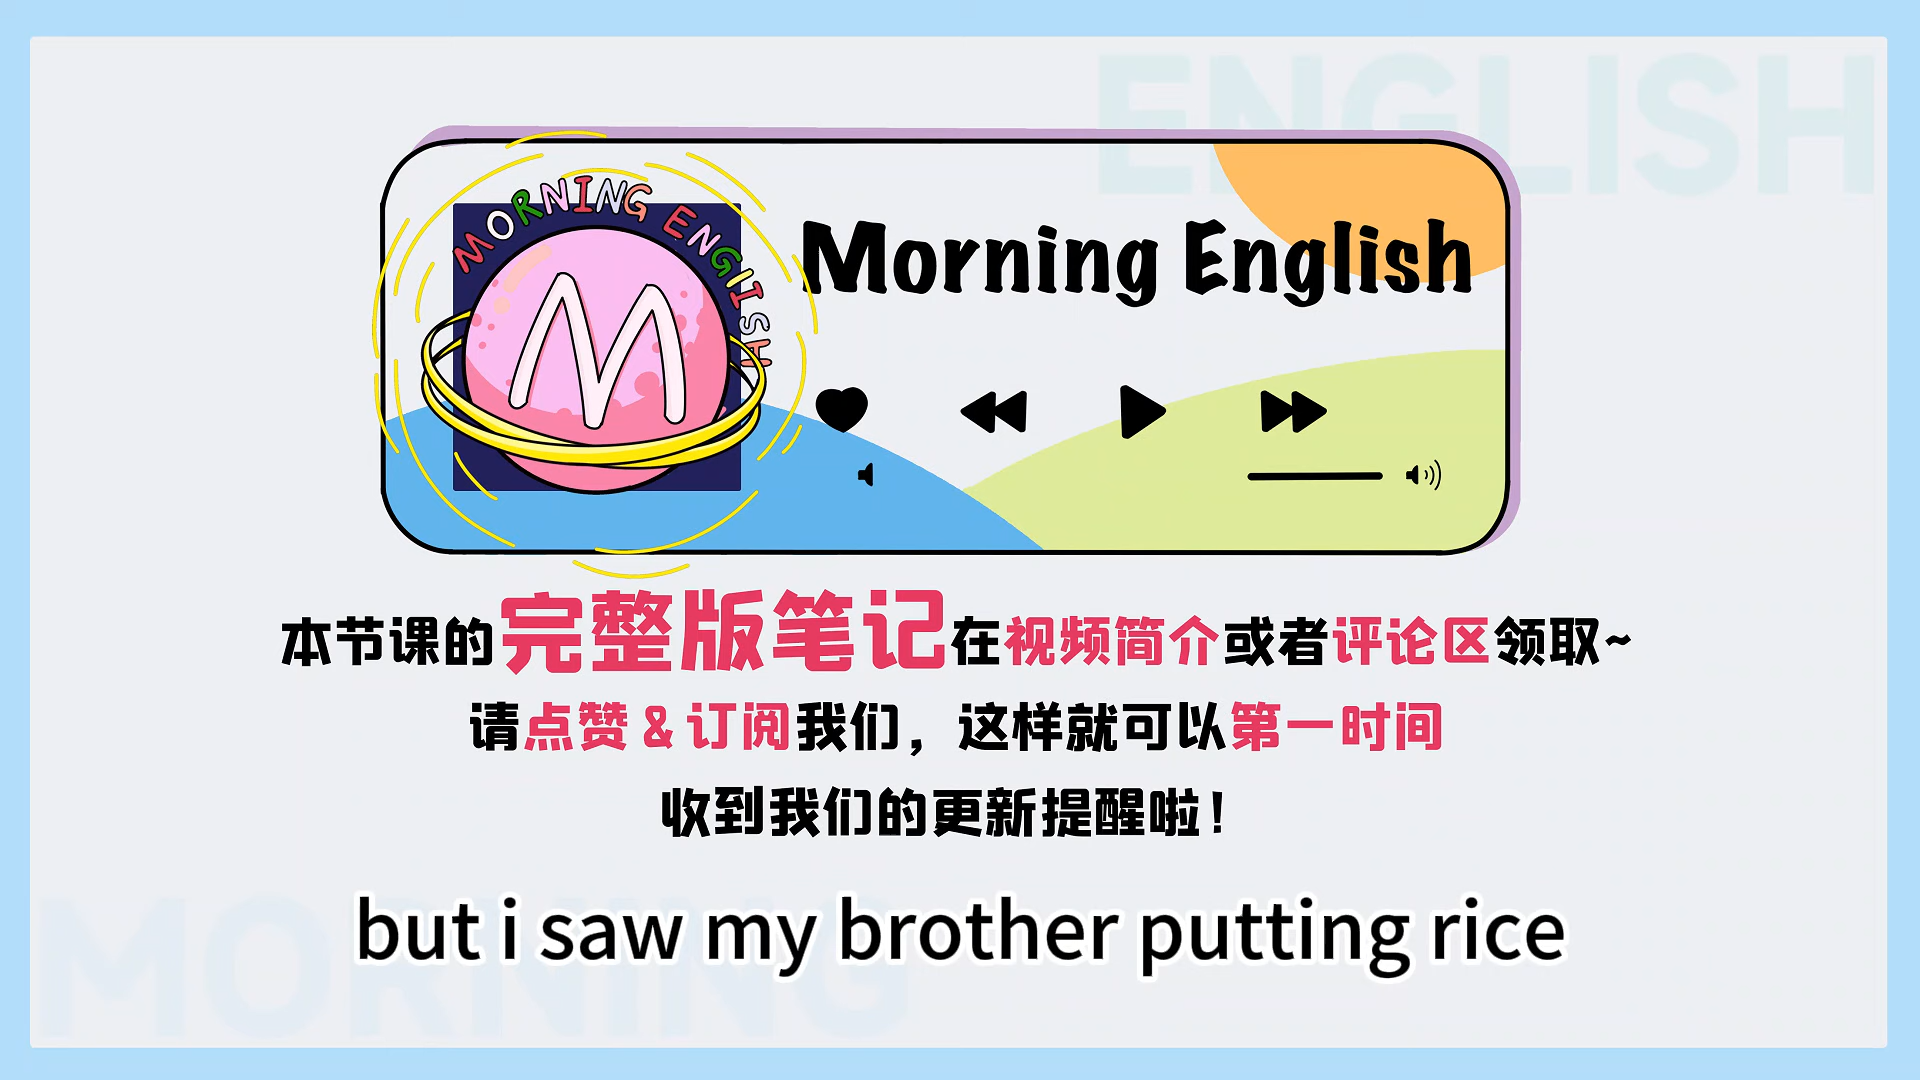 ENGLISH
MORNING ENGLISH
M
Morning English
本节课的完整版笔记在视频简介或者评论区领取~
请点赞&订阅我们，这样就可以第一时间
收到我们的更新提醒啦！
MORNING
but i saw my brother putting rice